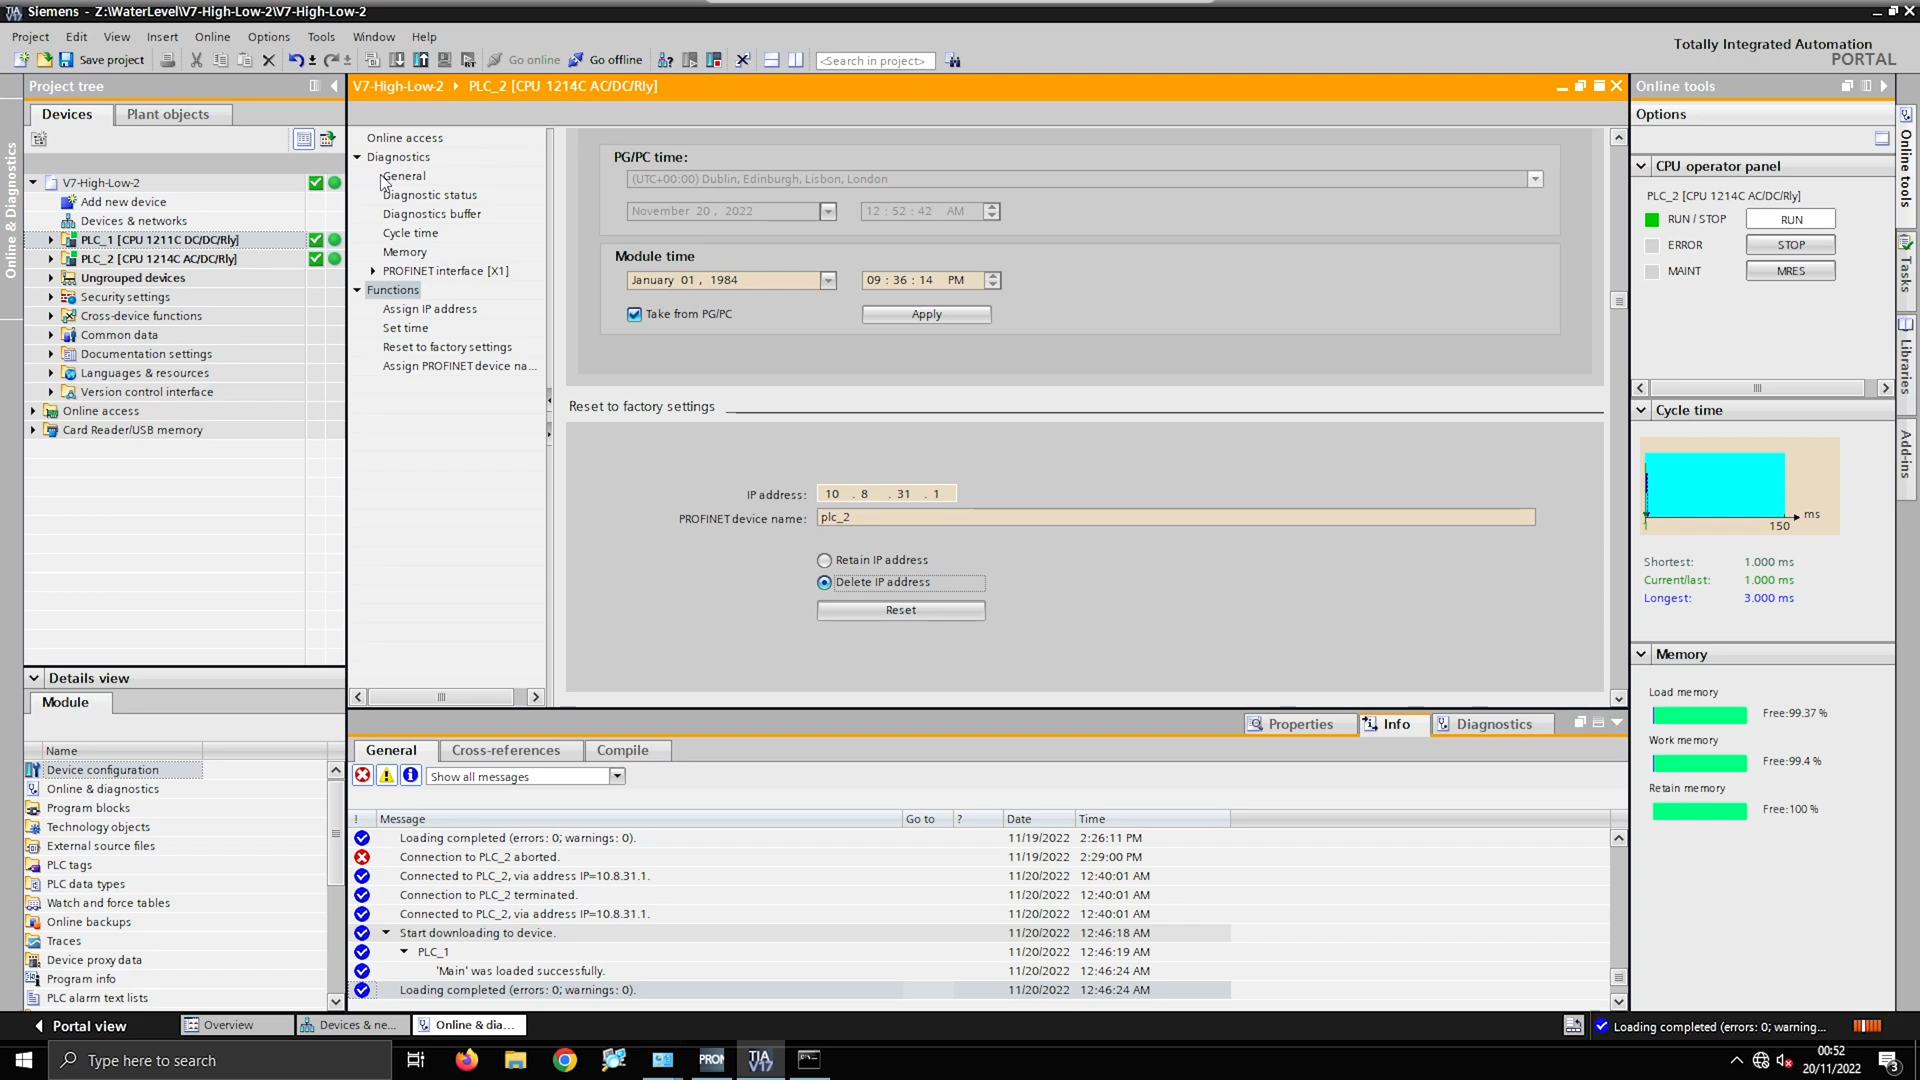 Siemens - Z:\WaterLevel\V7-High-Low-2\V7-High-Low-2
Project Edit View Insert Online Options Tools Window Help
Save project
Go online
Go offline
<Search in project>
Totally Integrated Automation
PORTAL
Project tree
Devices
Plant objects
Online & Diagnostics
V7-High-Low-2
Add new device
Devices & networks
PLC_1 [CPU 1211C DC/DC/Rly]
PLC_2 [CPU 1214C AC/DC/Rly]
Ungrouped devices
Security settings
Cross-device functions
Common data
Documentation settings
Languages & resources
Version control interface
Online access
Card Reader/USB memory
Details view
Module
Name
Device configuration
Online & diagnostics
Program blocks
Technology objects
External source files
PLC tags
PLC data types
Watch and force tables
Online backups
Traces
Device proxy data
Program info
PLC alarm text lists
V7-High-Low-2 ▸ PLC_2 [CPU 1214C AC/DC/Rly]
Online access
Diagnostics
General
Diagnostic status
Diagnostics buffer
Cycle time
Memory
PROFINET interface [X1]
Functions
Assign IP address
Set time
Reset to factory settings
Assign PROFINET device na...
PG/PC time:
(UTC+00:00) Dublin, Edinburgh, Lisbon, London
November 20 , 2022
12 : 52 : 42 AM
Module time
January 01 , 1984
09 : 36 : 14 PM
Take from PG/PC
Apply
Reset to factory settings
IP address:
10 . 8 . 31 . 1
PROFINET device name:
plc_2
Retain IP address
Delete IP address
Reset
Properties
Info
Diagnostics
General
Cross-references
Compile
Show all messages
! Message Go to ? Date Time
Loading completed (errors: 0; warnings: 0). 11/19/2022 2:26:11 PM
Connection to PLC_2 aborted. 11/19/2022 2:29:00 PM
Connected to PLC_2, via address IP=10.8.31.1. 11/20/2022 12:40:01 AM
Connection to PLC_2 terminated. 11/20/2022 12:40:01 AM
Connected to PLC_2, via address IP=10.8.31.1. 11/20/2022 12:40:01 AM
Start downloading to device. 11/20/2022 12:46:18 AM
PLC_1 11/20/2022 12:46:19 AM
'Main' was loaded successfully. 11/20/2022 12:46:24 AM
Loading completed (errors: 0; warnings: 0). 11/20/2022 12:46:24 AM
Online tools
Options
CPU operator panel
PLC_2 [CPU 1214C AC/DC/Rly]
RUN / STOP RUN
ERROR STOP
MAINT MRES
Cycle time
ms
1 150
Shortest: 1.000 ms
Current/last: 1.000 ms
Longest: 3.000 ms
Memory
Load memory
Free:99.37 %
Work memory
Free:99.4 %
Retain memory
Free:100 %
Online tools
Tasks
Libraries
Add-ins
Portal view
Overview
Devices & ne...
Online & dia...
Loading completed (errors: 0; warning...
Type here to search
PRON
TIA
V17
00:52
20/11/2022
3